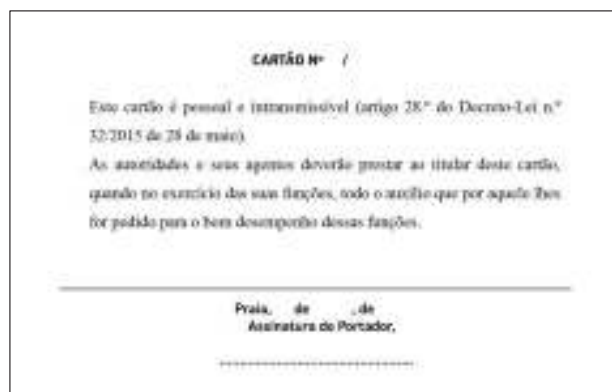 CARTÃO Nº /
Este cartão é pessoal e intransmissível (artigo 28.º do Decreto-Lei n.º
32/2015 de 28 de maio).
As autoridades e seus agentes deverão prestar ao titular deste cartão,
quando no exercício das suas funções, todo o auxílio que por aquele lhes
for pedido para o bom desempenho dessas funções.
Praia, de , de
Assinatura do Portador,